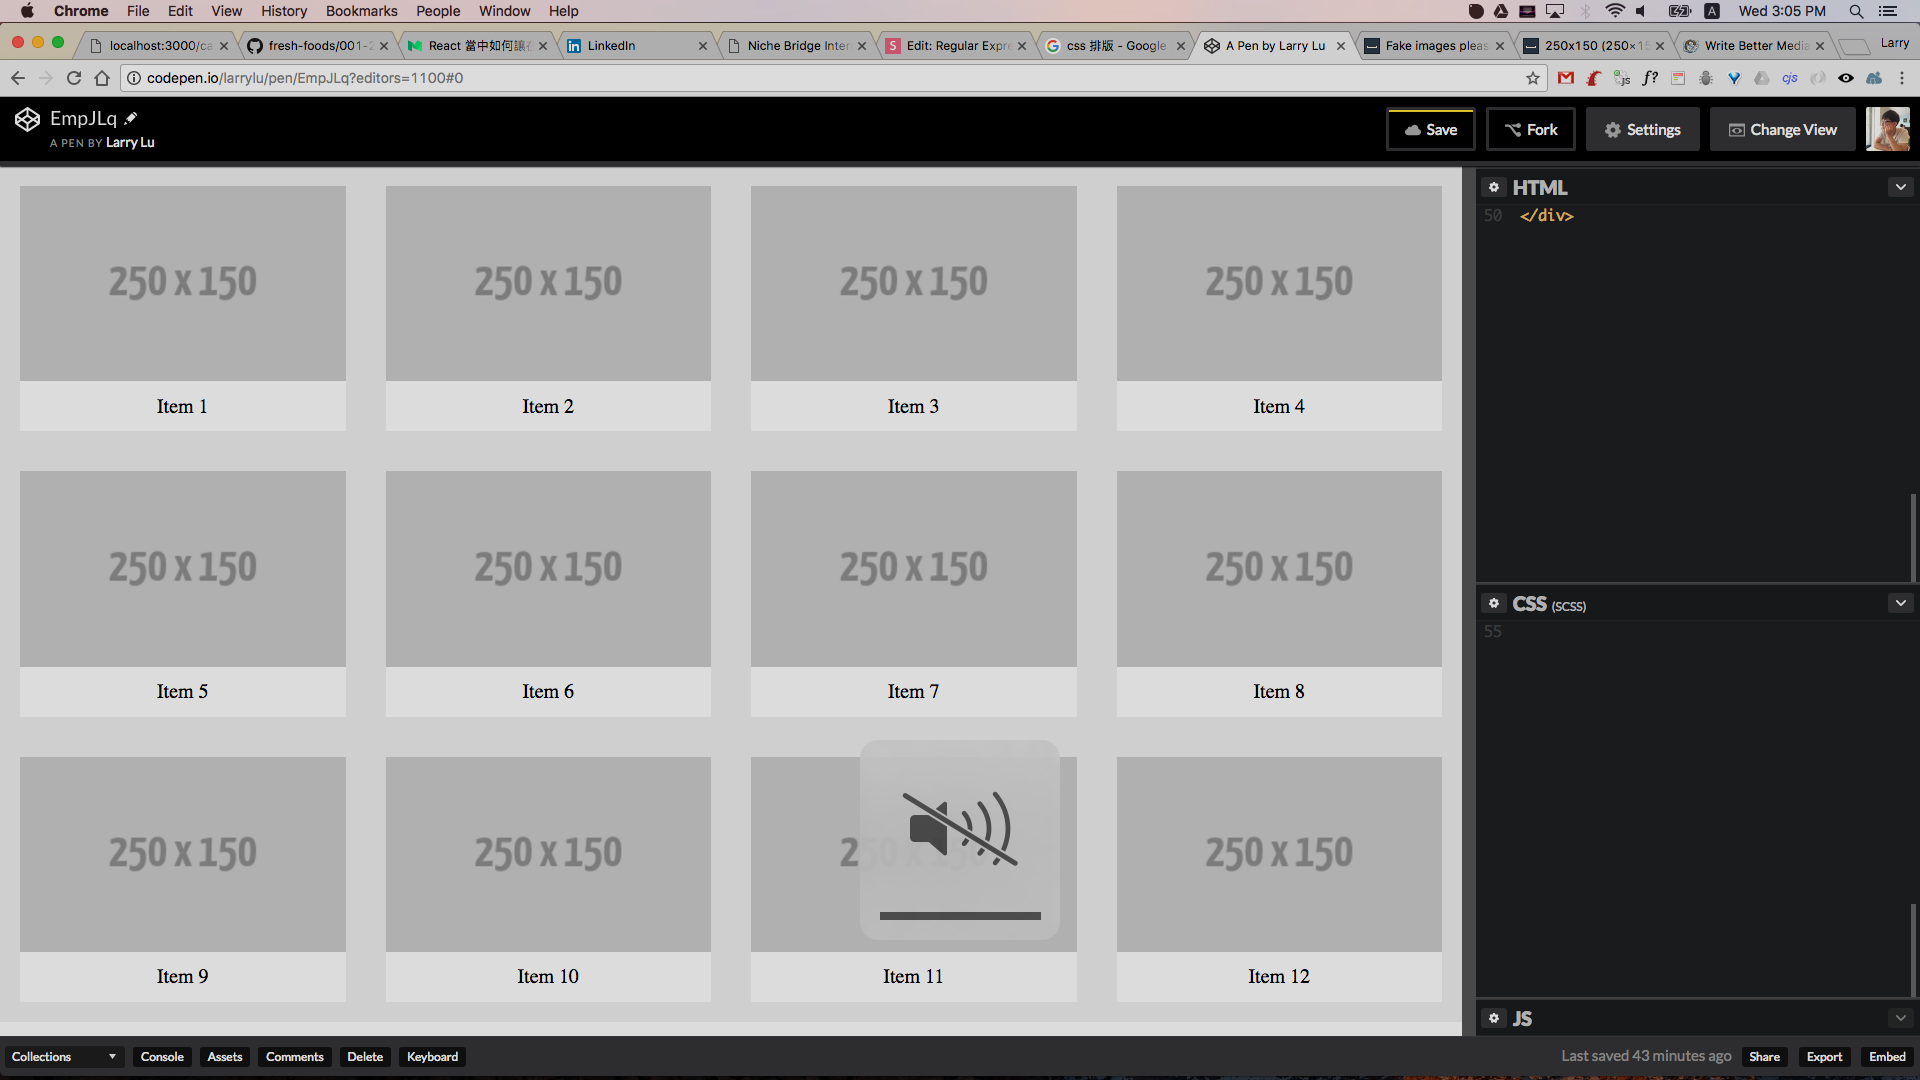 Chrome File Edit View History Bookmarks People Window Help
A Wed 3:05 PM
localhost:3000/ca
fresh-foods/001-2
React 當中如何讓
LinkedIn
Niche Bridge Inter
Edit: Regular Expre
css 排版 - Google
A Pen by Larry Lu
Fake images pleas
250x150 (250×15
Write Better Media
Larry
codepen.io/larrylu/pen/EmpJLq?editors=1100#0
js f? cjs
EmpJLq
A PEN BY Larry Lu
Save Fork Settings Change View
250 x 150 250 x 150 250 x 150 250 x 150
Item 1 Item 2 Item 3 Item 4
250 x 150 250 x 150 250 x 150 250 x 150
Item 5 Item 6 Item 7 Item 8
250 x 150 250 x 150 250 x 150 250 x 150
Item 9 Item 10 Item 11 Item 12
HTML
50 </div>
CSS (SCSS)
55
JS
Collections Console Assets Comments Delete Keyboard
Last saved 43 minutes ago Share Export Embed